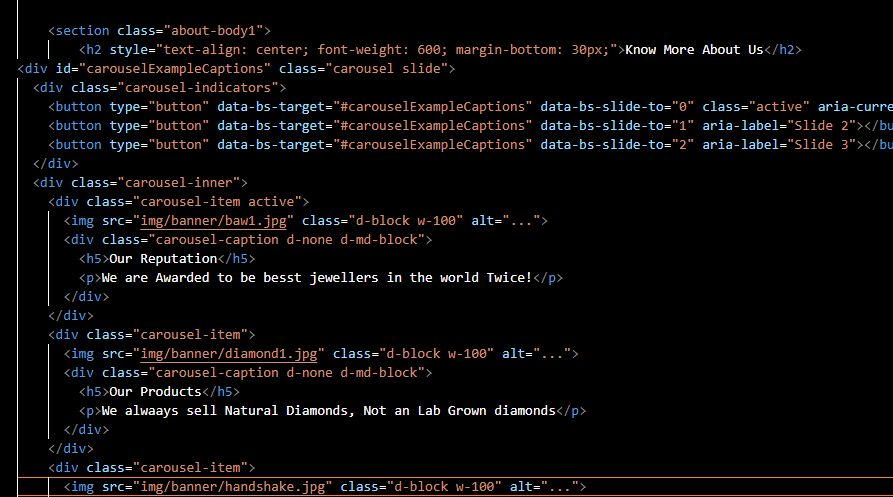 <section class="about-body1">
<h2 style="text-align: center; font-weight: 600; margin-bottom: 30px;">Know More About Us</h2>
<div id="carouselExampleCaptions" class="carousel slide">
<div class="carousel-indicators">
<button type="button" data-bs-target="#carouselExampleCaptions" data-bs-slide-to="0" class="active" aria-curre
<button type="button" data-bs-target="#carouselExampleCaptions" data-bs-slide-to="1" aria-label="Slide 2"></bu
<button type="button" data-bs-target="#carouselExampleCaptions" data-bs-slide-to="2" aria-label="Slide 3"></bu
</div>
<div class="carousel-inner">
<div class="carousel-item active">
<img src="img/banner/baw1.jpg" class="d-block w-100" alt="...">
<div class="carousel-caption d-none d-md-block">
<h5>Our Reputation</h5>
<p>We are Awarded to be besst jewellers in the world Twice!</p>
</div>
</div>
<div class="carousel-item">
<img src="img/banner/diamond1.jpg" class="d-block w-100" alt="...">
<div class="carousel-caption d-none d-md-block">
<h5>Our Products</h5>
<p>We alwaays sell Natural Diamonds, Not an Lab Grown diamonds</p>
</div>
</div>
<div class="carousel-item">
<img src="img/banner/handshake.jpg" class="d-block w-100" alt="...">